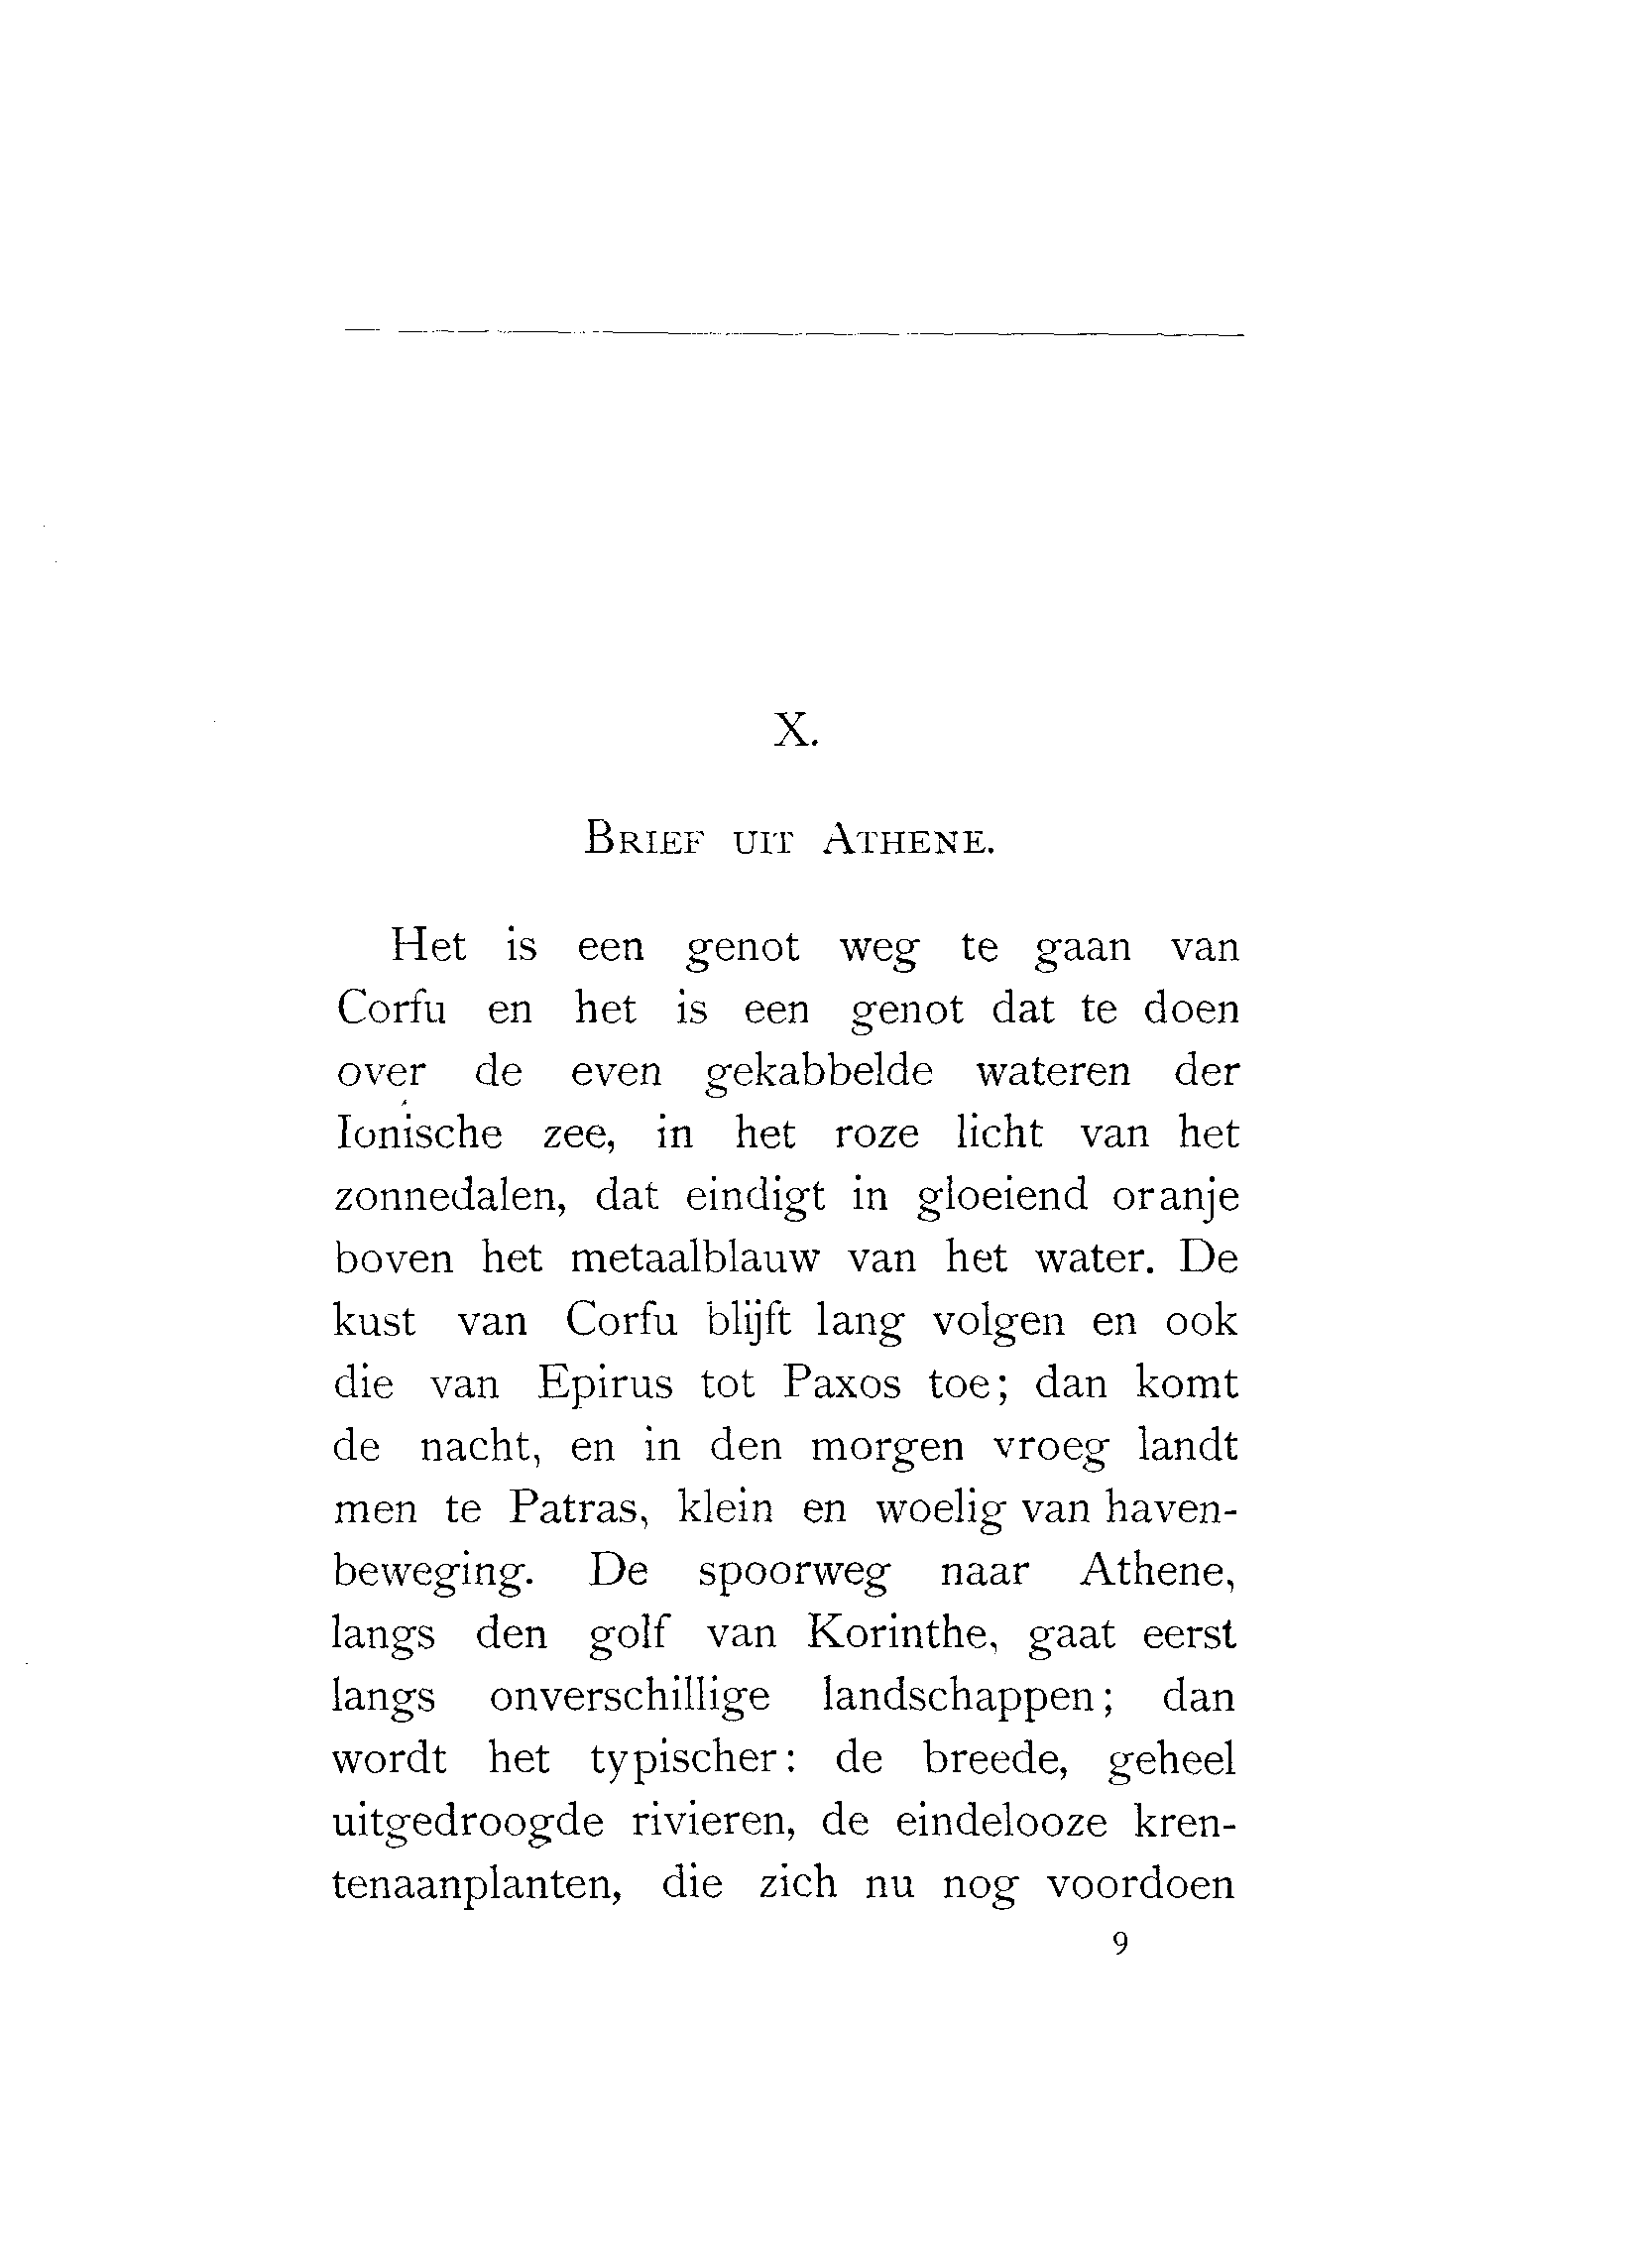 X.
BRIEF UIT ATHENE.
Het is een genot weg te gaan van
Corfu en het is een genot dat te doen
over de even gekabbelde wateren der
Ionische zee, in het roze licht van het
zonnedalen, dat eindigt in gloeiend oranje
boven het metaalblauw van het water. De
kust van Corfu blijft lang volgen en ook
die van Epirus tot Paxos toe; dan komt
de nacht, en in den morgen vroeg landt
men te Patras, klein en woelig van haven-
beweging. De spoorweg naar Athene,
langs den golf van Korinthe, gaat eerst
langs onverschillige landschappen; dan
wordt het typischer: de breede, geheel
uitgedroogde rivieren, de eindelooze kren-
tenaanplanten, die zich nu nog voordoen
9